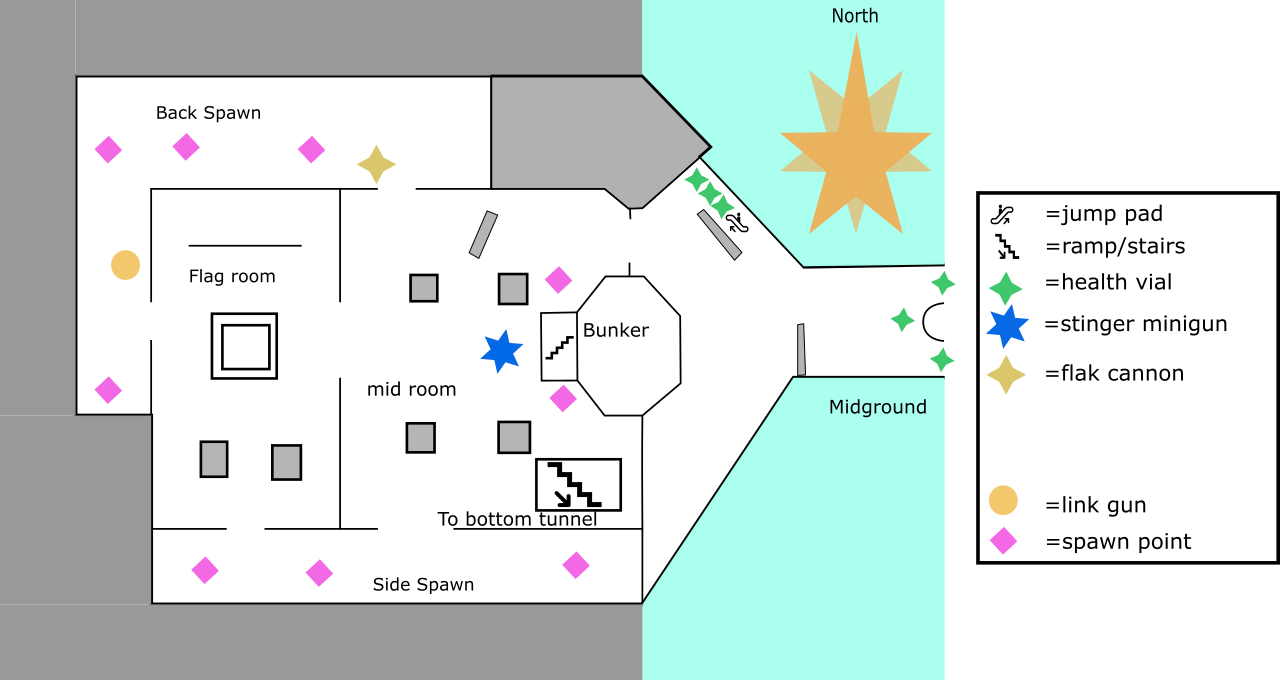 North
Back Spawn
Flag room
Bunker
mid room
Midground
To bottom tunnel
Side Spawn
=jump pad
=ramp/stairs
=health vial
=stinger minigun
=flak cannon
=link gun
=spawn point